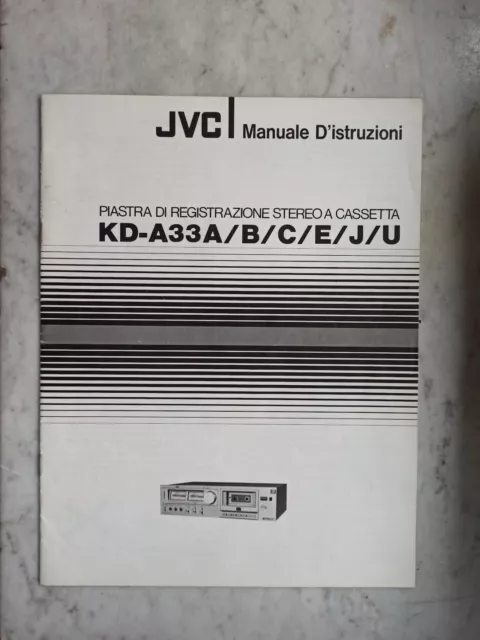 JVC Manuale D'istruzioni
PIASTRA DI REGISTRAZIONE STEREO A CASSETTA
KD-A33A/B/C/E/J/U